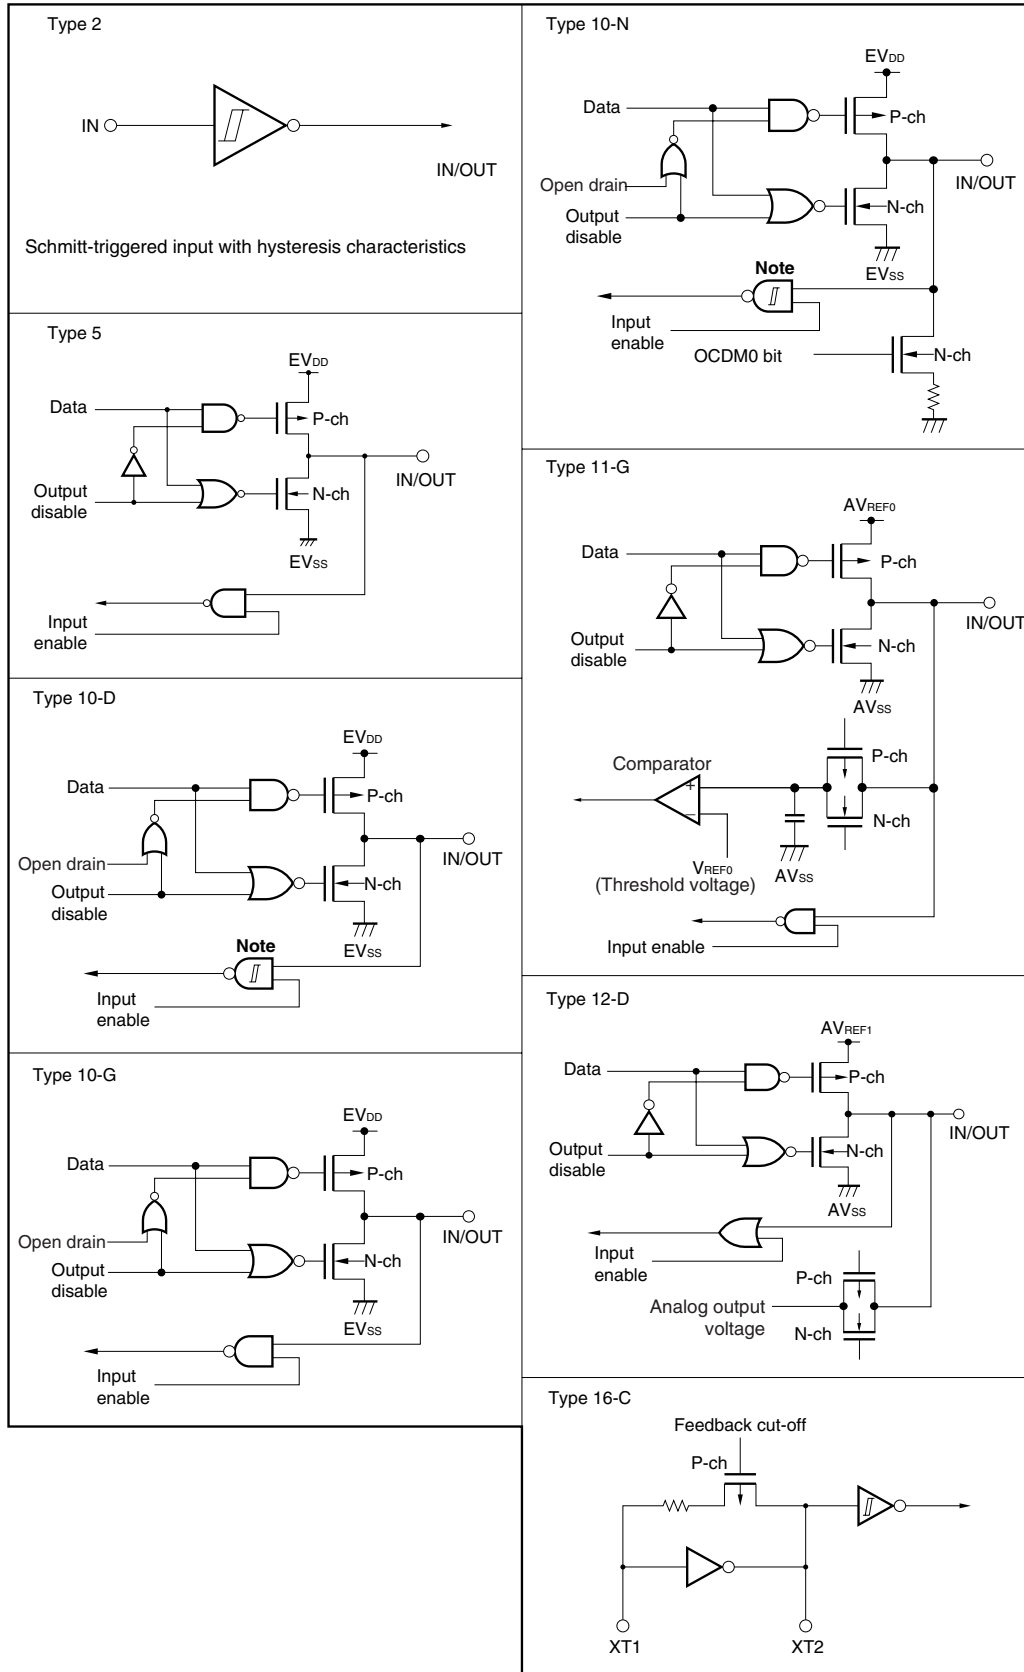 Type 2
IN
IN/OUT
Schmitt-triggered input with hysteresis characteristics
Type 5
EVDD
Data
P-ch
IN/OUT
Output
disable
N-ch
EVSS
Input
enable
Type 10-D
EVDD
Data
P-ch
IN/OUT
Open drain
Output
disable
N-ch
EVSS
Note
Input
enable
Type 10-G
EVDD
Data
P-ch
IN/OUT
Open drain
Output
disable
N-ch
EVSS
Input
enable
Type 10-N
EVDD
Data
P-ch
IN/OUT
Open drain
Output
disable
N-ch
EVSS
Note
Input
enable
OCDM0 bit
N-ch
Type 11-G
AVREF0
Data
P-ch
IN/OUT
Output
disable
N-ch
AVSS
P-ch
Comparator
+
–
N-ch
VREF0
(Threshold voltage)
AVSS
Input enable
Type 12-D
AVREF1
Data
P-ch
IN/OUT
Output
disable
N-ch
AVSS
Input
enable
P-ch
Analog output
voltage
N-ch
Type 16-C
Feedback cut-off
P-ch
XT1
XT2